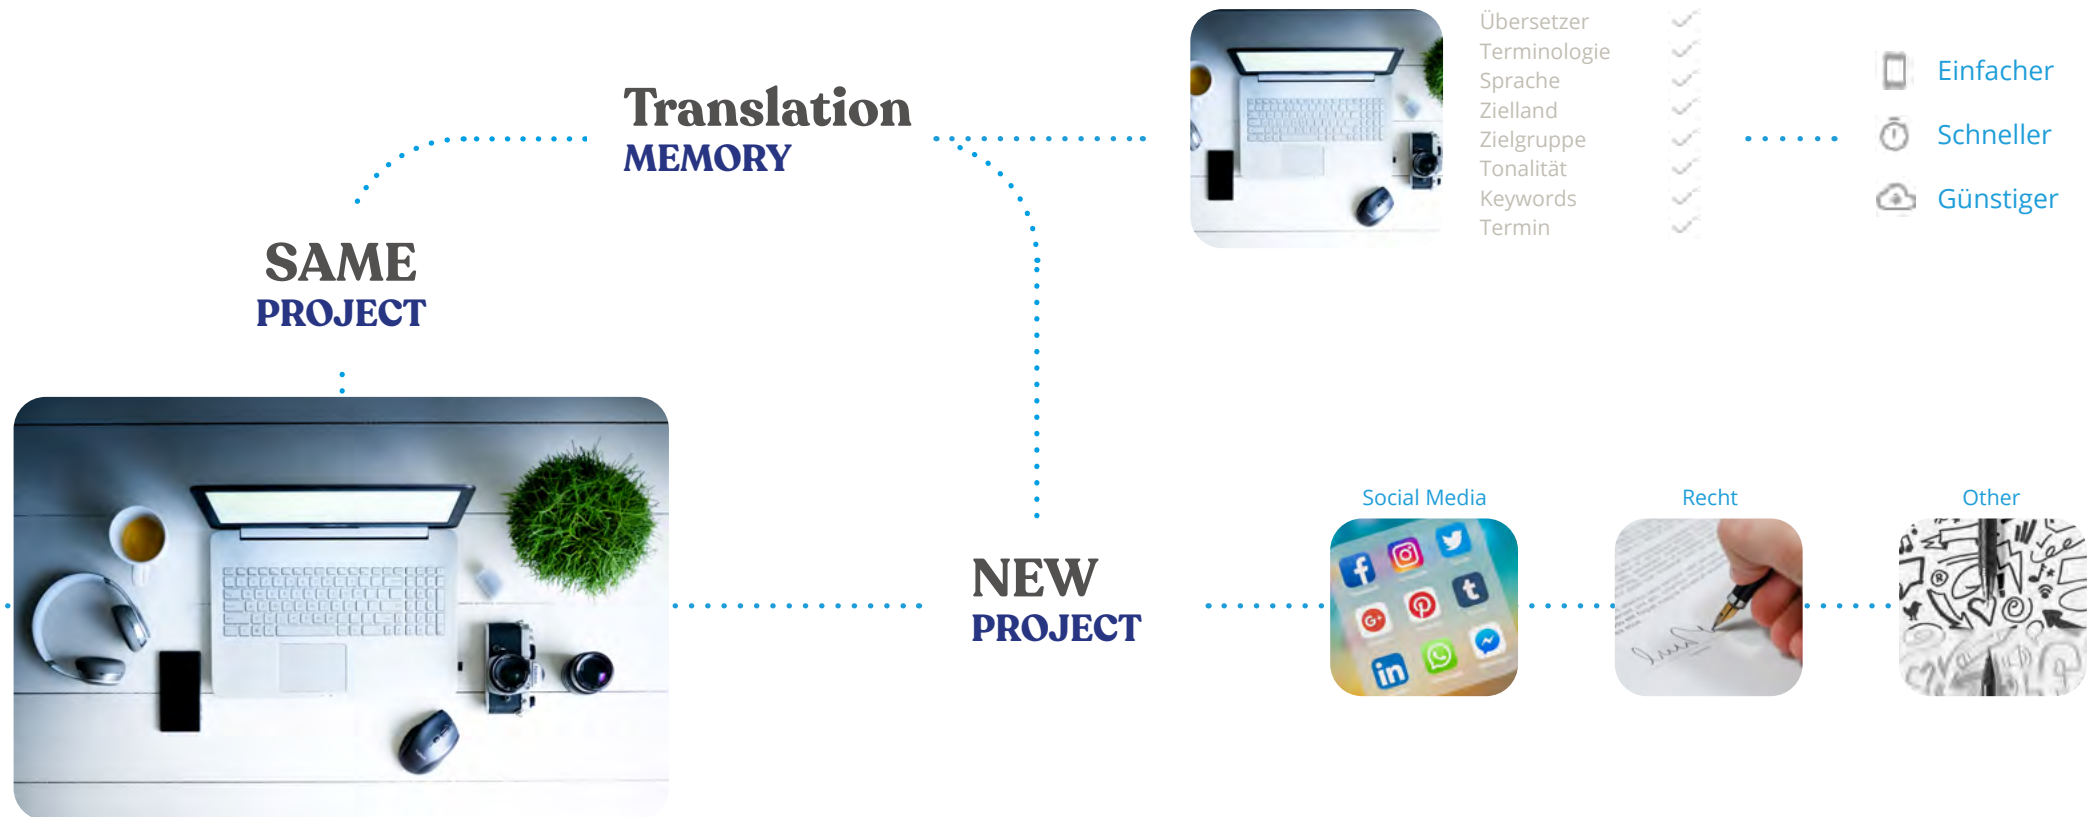 Übersetzer
Terminologie
Sprache
Zielland
Zielgruppe
Tonalität
Keywords
Termin
Einfacher
Schneller
Günstiger
Translation
MEMORY
SAME
PROJECT
NEW
PROJECT
Social Media
Recht
Other